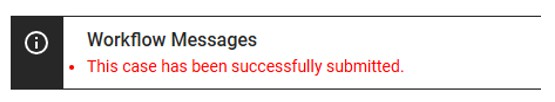 Workflow Messages
• This case has been successfully submitted.